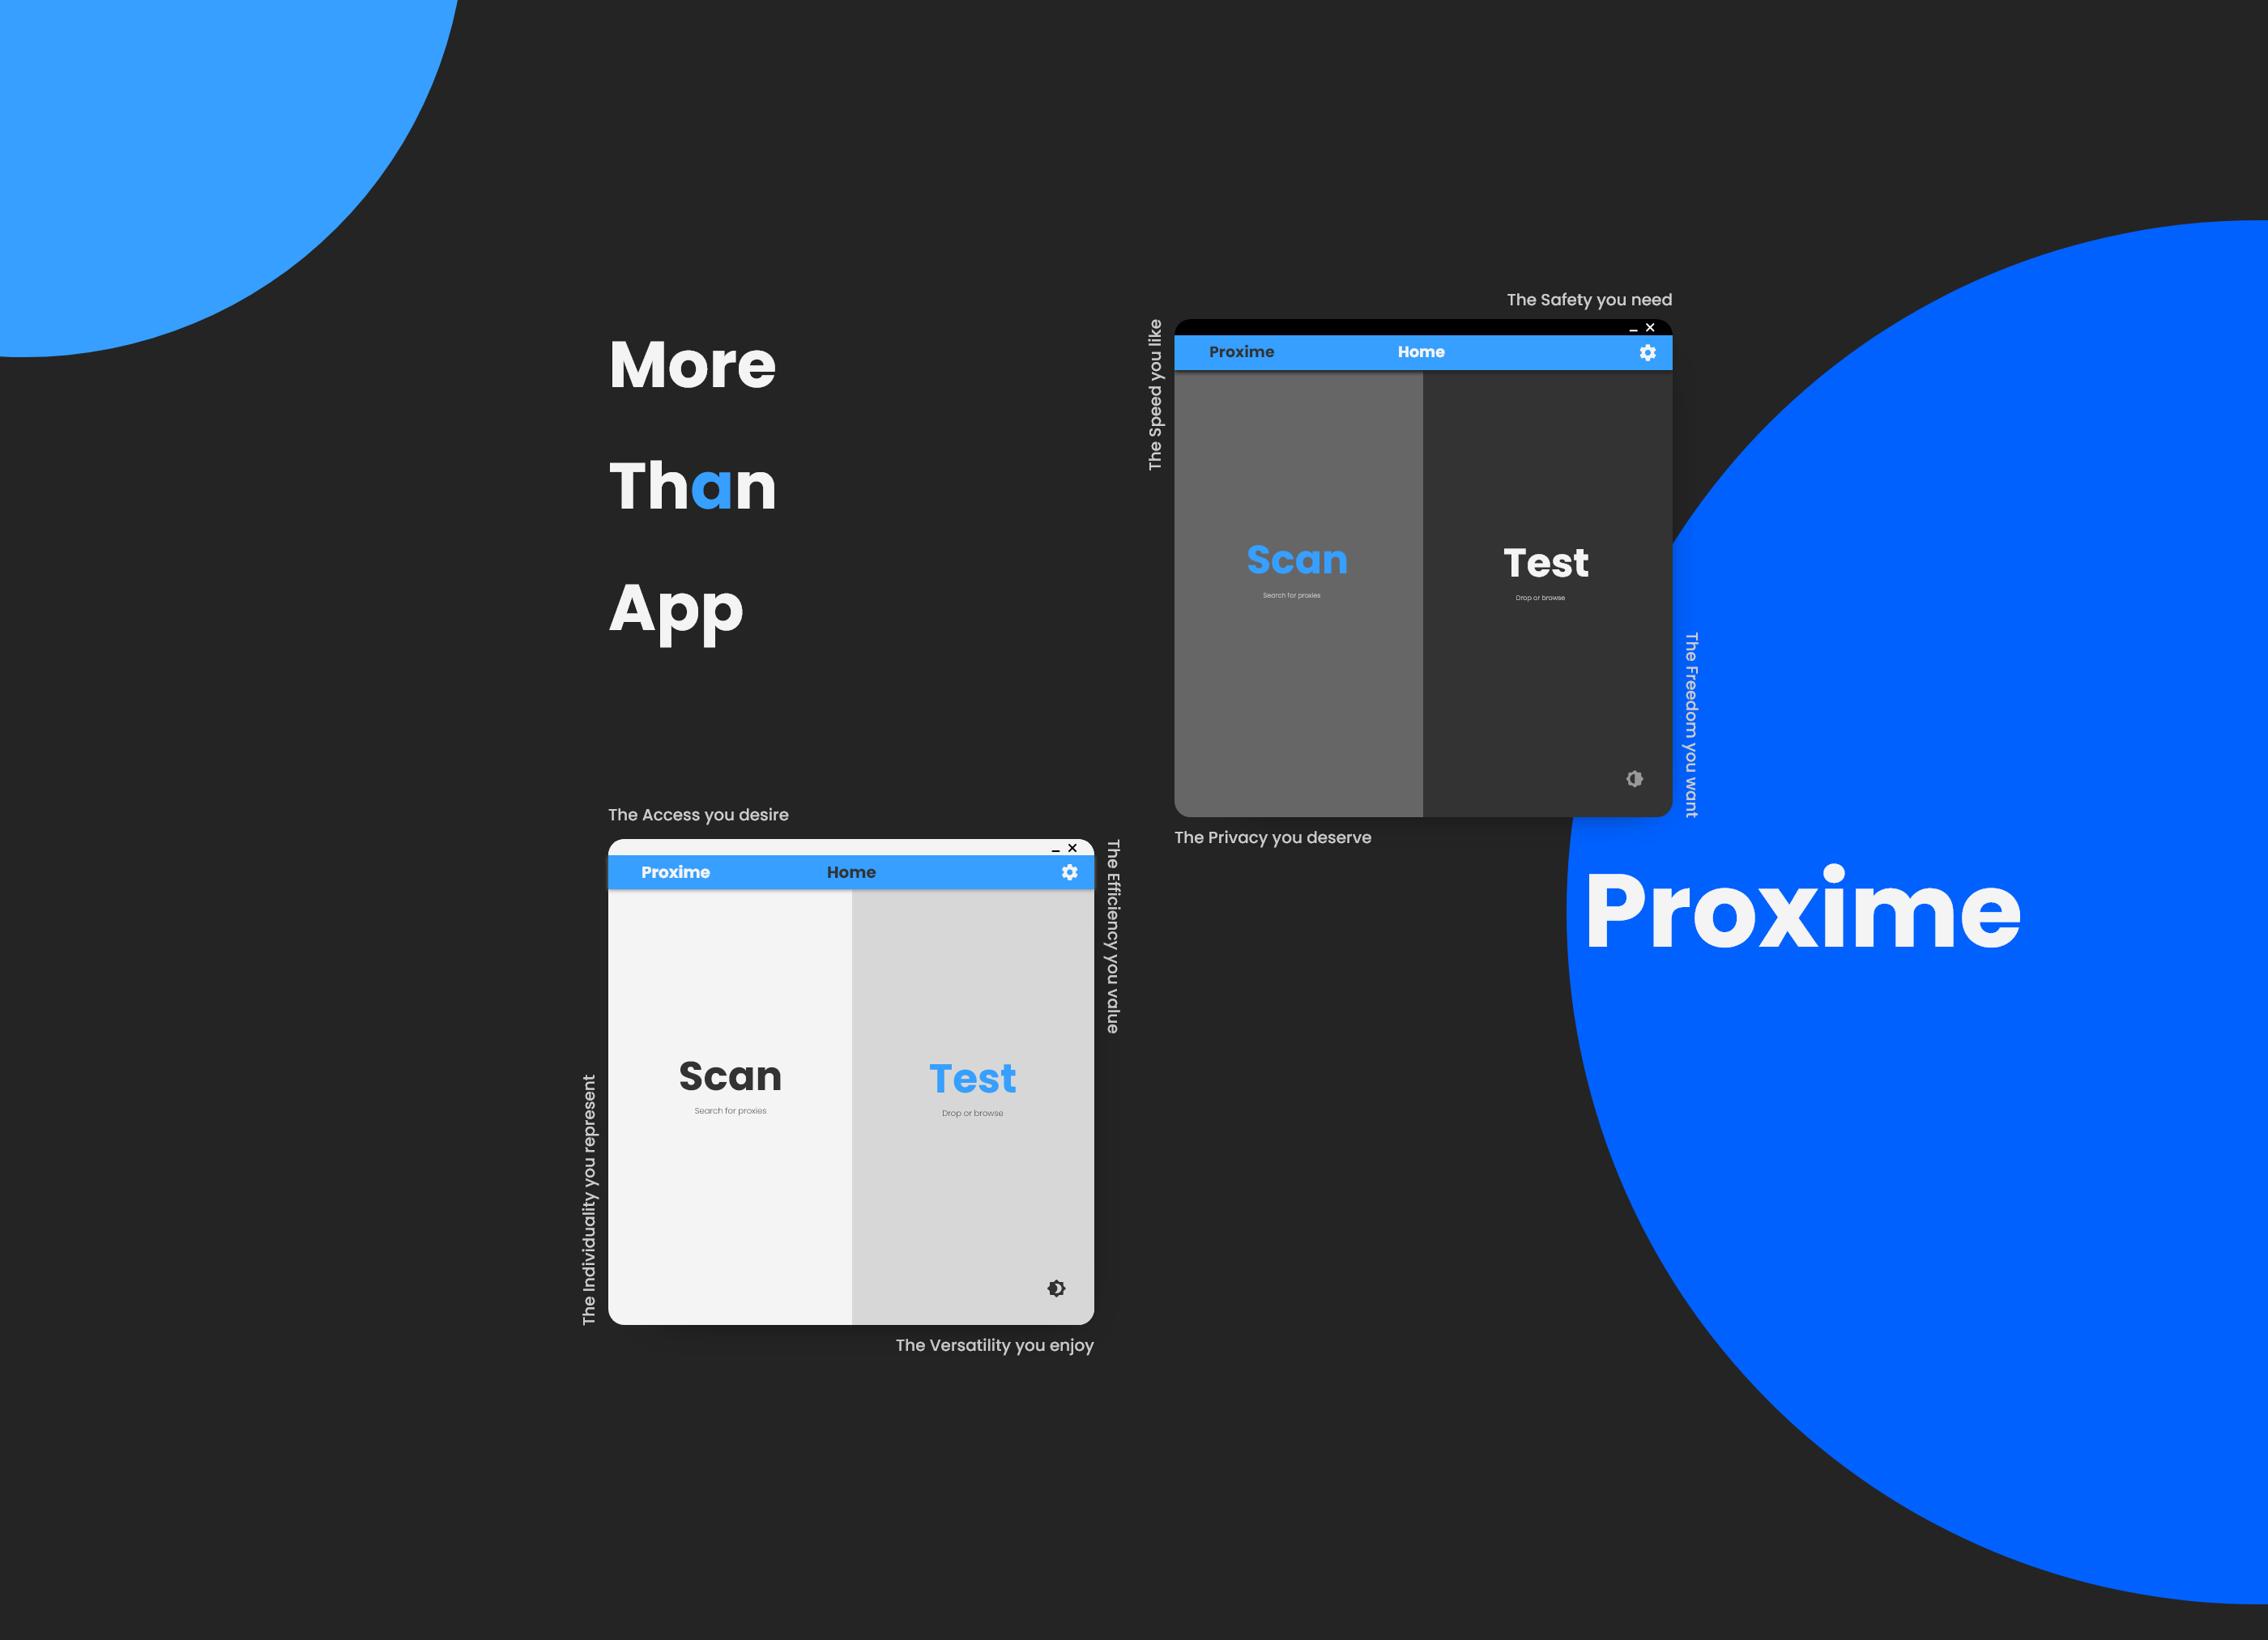 More
Than
App
The Safety you need
The Speed you like
Proxime
Home
Scan
Search for proxies
Test
Drop or browse
The Freedom you want
The Privacy you deserve
The Access you desire
Proxime
Home
The Efficiency you value
Scan
Search for proxies
Test
Drop or browse
The Individuality you represent
The Versatility you enjoy
Proxime